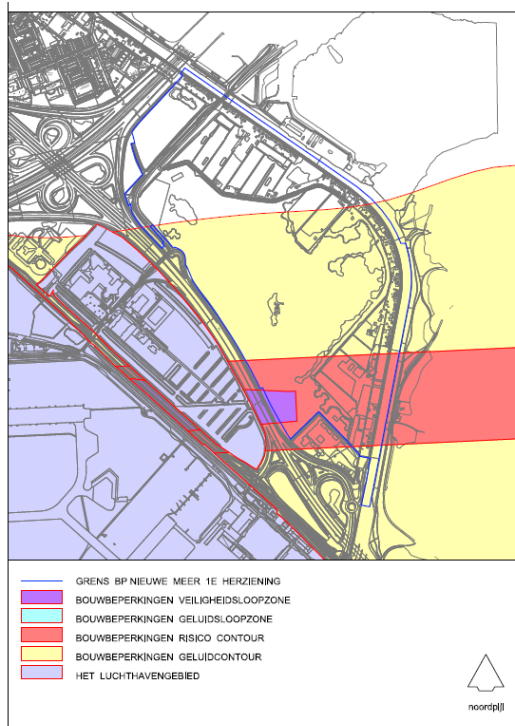 GRENS BP NIEUWE MEER 1E HERZIENING
BOUWBEPERKINGEN VEILIGHEIDSLOOPZONE
BOUWBEPERKINGEN GELUIDSLOOPZONE
BOUWBEPERKINGEN RISICO CONTOUR
BOUWBEPERKINGEN GELUIDCONTOUR
HET LUCHTHAVENGEBIED
noordpijl